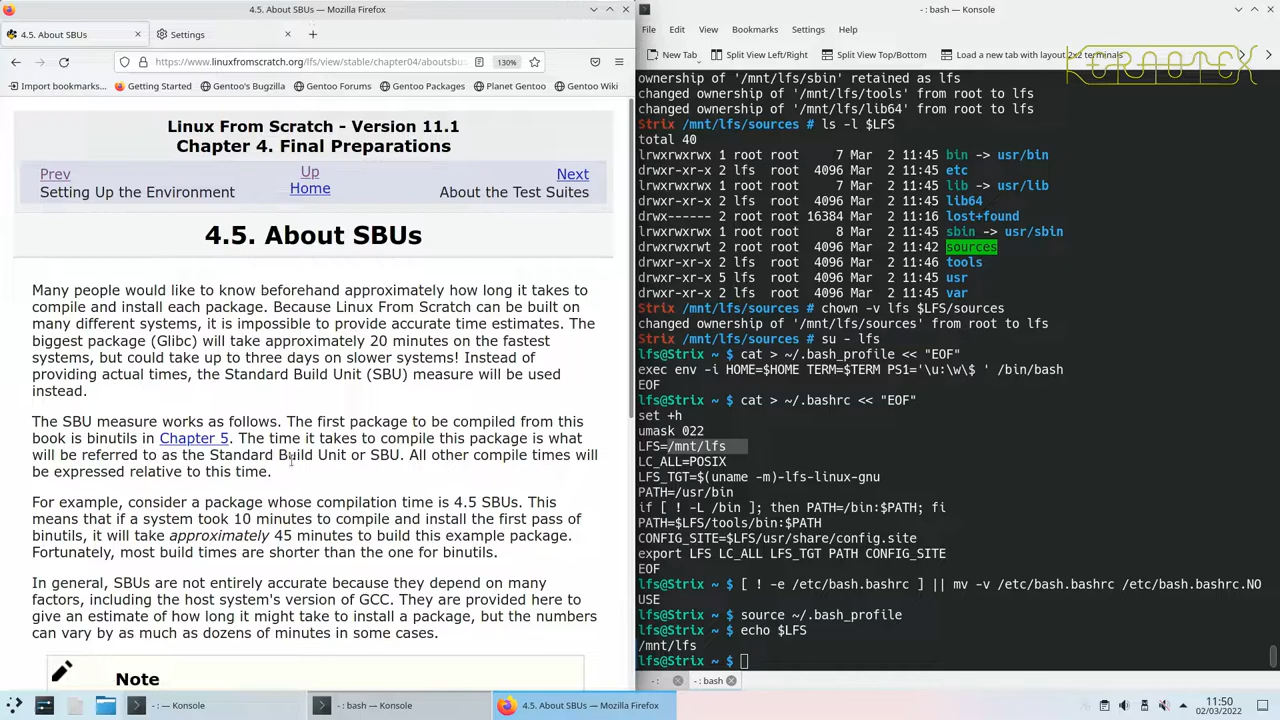 4.5. About SBUs — Mozilla Firefox
4.5. About SBUs
Settings
https://www.linuxfromscratch.org/lfs/view/stable/chapter04/aboutsbus
130%
Import bookmarks...
Getting Started
Gentoo's Bugzilla
Gentoo Forums
Gentoo Packages
Planet Gentoo
Gentoo Wiki
Linux From Scratch - Version 11.1
Chapter 4. Final Preparations
Prev
Up
Next
Setting Up the Environment
Home
About the Test Suites
4.5. About SBUs
Many people would like to know beforehand approximately how long it takes to
compile and install each package. Because Linux From Scratch can be built on
many different systems, it is impossible to provide accurate time estimates. The
biggest package (Glibc) will take approximately 20 minutes on the fastest
systems, but could take up to three days on slower systems! Instead of
providing actual times, the Standard Build Unit (SBU) measure will be used
instead.
The SBU measure works as follows. The first package to be compiled from this
book is binutils in Chapter 5. The time it takes to compile this package is what
will be referred to as the Standard Build Unit or SBU. All other compile times will
be expressed relative to this time.
For example, consider a package whose compilation time is 4.5 SBUs. This
means that if a system took 10 minutes to compile and install the first pass of
binutils, it will take approximately 45 minutes to build this example package.
Fortunately, most build times are shorter than the one for binutils.
In general, SBUs are not entirely accurate because they depend on many
factors, including the host system's version of GCC. They are provided here to
give an estimate of how long it might take to install a package, but the numbers
can vary by as much as dozens of minutes in some cases.
Note
- : bash — Konsole
File Edit View Bookmarks Settings Help
New Tab
Split View Left/Right
Split View Top/Bottom
Load a new tab with layout 2x2 terminals
KERNOTEX
ownership of '/mnt/lfs/sbin' retained as lfs
changed ownership of '/mnt/lfs/tools' from root to lfs
changed ownership of '/mnt/lfs/lib64' from root to lfs
Strix /mnt/lfs/sources # ls -l $LFS
total 40
lrwxrwxrwx 1 root root 7 Mar 2 11:45 bin -> usr/bin
drwxr-xr-x 2 lfs root 4096 Mar 2 11:45 etc
lrwxrwxrwx 1 root root 7 Mar 2 11:45 lib -> usr/lib
drwxr-xr-x 2 lfs root 4096 Mar 2 11:45 lib64
drwx------ 2 root root 16384 Mar 2 11:16 lost+found
lrwxrwxrwx 1 root root 8 Mar 2 11:45 sbin -> usr/sbin
drwxrwxrwt 2 root root 4096 Mar 2 11:42 sources
drwxr-xr-x 2 lfs root 4096 Mar 2 11:46 tools
drwxr-xr-x 5 lfs root 4096 Mar 2 11:45 usr
drwxr-xr-x 2 lfs root 4096 Mar 2 11:45 var
Strix /mnt/lfs/sources # chown -v lfs $LFS/sources
changed ownership of '/mnt/lfs/sources' from root to lfs
Strix /mnt/lfs/sources # su - lfs
lfs@Strix ~ $ cat > ~/.bash_profile << "EOF"
exec env -i HOME=$HOME TERM=$TERM PS1='\u:\w\$ ' /bin/bash
EOF
lfs@Strix ~ $ cat > ~/.bashrc << "EOF"
set +h
umask 022
LFS=/mnt/lfs
LC_ALL=POSIX
LFS_TGT=$(uname -m)-lfs-linux-gnu
PATH=/usr/bin
if [ ! -L /bin ]; then PATH=/bin:$PATH; fi
PATH=$LFS/tools/bin:$PATH
CONFIG_SITE=$LFS/usr/share/config.site
export LFS LC_ALL LFS_TGT PATH CONFIG_SITE
EOF
lfs@Strix ~ $ [ ! -e /etc/bash.bashrc ] || mv -v /etc/bash.bashrc /etc/bash.bashrc.NO
USE
lfs@Strix ~ $ source ~/.bash_profile
lfs@Strix ~ $ echo $LFS
/mnt/lfs
lfs@Strix ~ $
- :
- : bash
- : — Konsole
- : bash — Konsole
4.5. About SBUs — Mozilla Firefox
11:50
02/03/2022